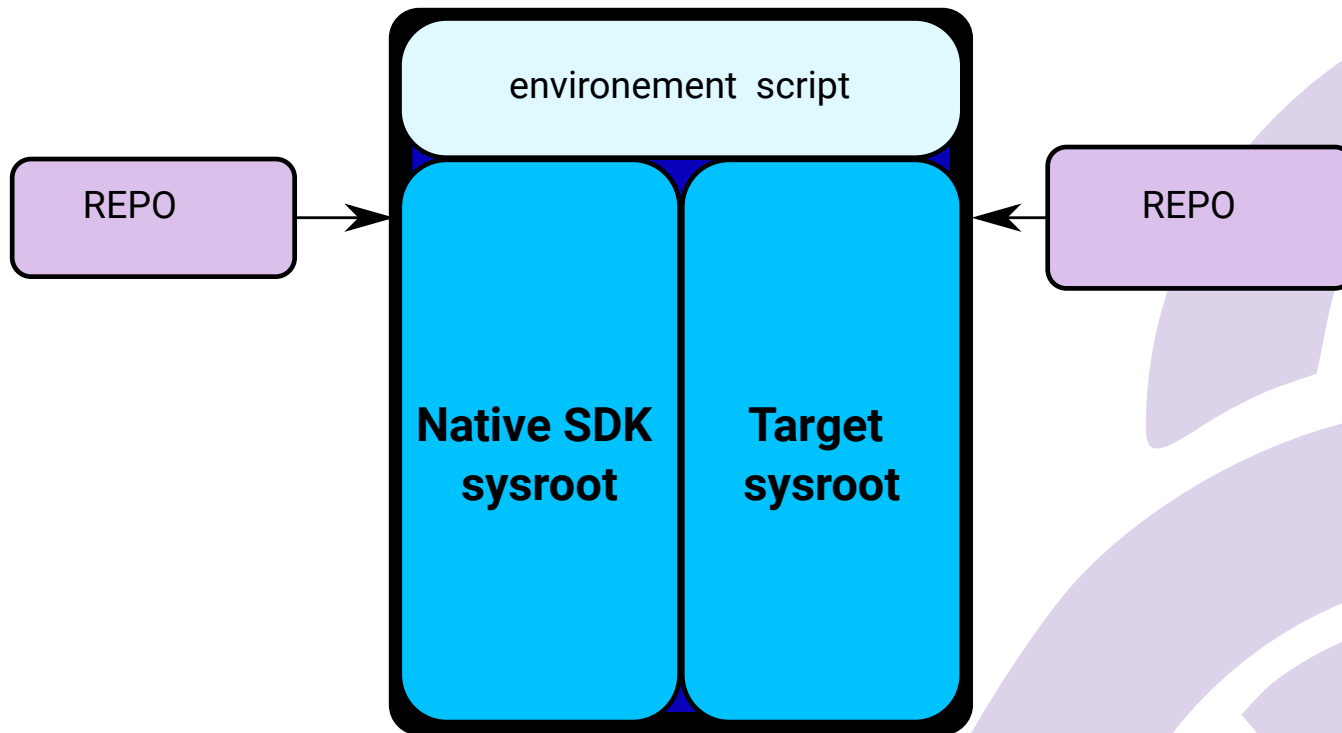 environement script
REPO
REPO
Native SDK
sysroot
Target
sysroot